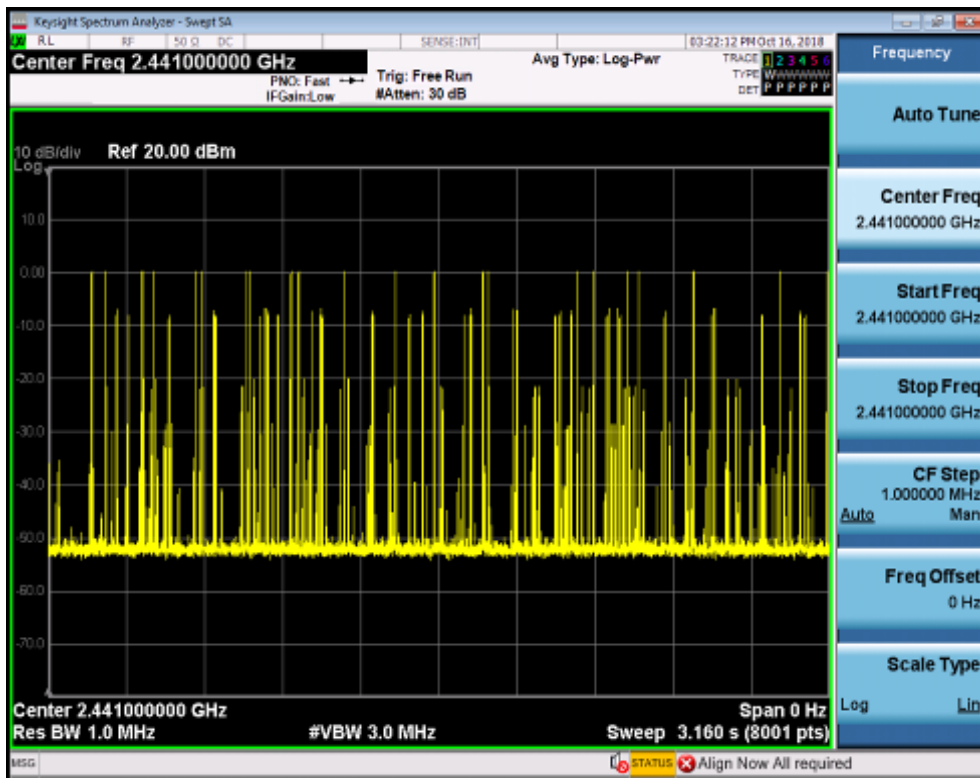 Keysight Spectrum Analyzer - Swept SA
RL RF 50 Ω DC SENSE:INT 03:22:12 PM Oct 16, 2018
Center Freq 2.441000000 GHz
PNO: Fast
IFGain:Low
Trig: Free Run
#Atten: 30 dB
Avg Type: Log-Pwr
TRACE 1 2 3 4 5 6
TYPE WWWWWW
DET P P P P P P
10 dB/div Ref 20.00 dBm
Log
10.0
0.00
-10.0
-20.0
-30.0
-40.0
-50.0
-60.0
-70.0
Center 2.441000000 GHz Span 0 Hz
Res BW 1.0 MHz #VBW 3.0 MHz Sweep 3.160 s (8001 pts)
MSG STATUS Align Now All required
Frequency
Auto Tune
Center Freq
2.441000000 GHz
Start Freq
2.441000000 GHz
Stop Freq
2.441000000 GHz
CF Step
1.000000 MHz
Auto Man
Freq Offset
0 Hz
Scale Type
Log Lin